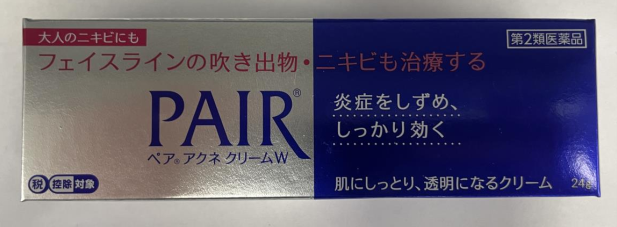 大人のニキビにも
第2類医薬品
フェイスラインの吹き出物・ニキビも治療する
PAIR®
ペア®アクネクリームW
炎症をしずめ、
しっかり効く
税 控除 対象
肌にしっとり、透明になるクリーム
24g